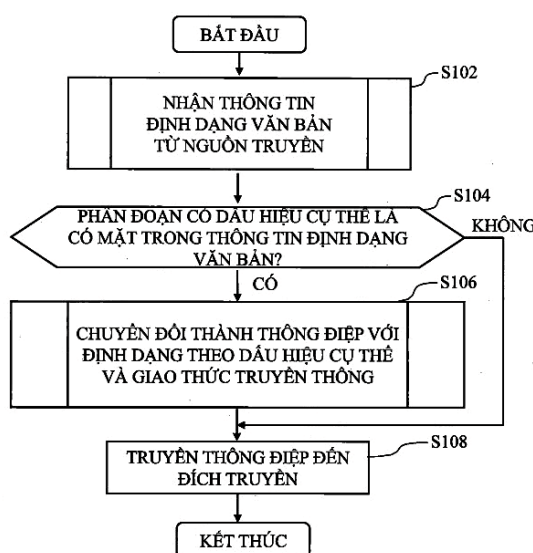 BẮT ĐẦU
S102
NHẬN THÔNG TIN
ĐỊNH DẠNG VĂN BẢN
TỪ NGUỒN TRUYỀN
S104
PHÂN ĐOẠN CÓ DẤU HIỆU CỤ THỂ LÀ
CÓ MẶT TRONG THÔNG TIN ĐỊNH DẠNG
VĂN BẢN?
KHÔNG
CÓ
S106
CHUYỂN ĐỔI THÀNH THÔNG ĐIỆP VỚI
ĐỊNH DẠNG THEO DẤU HIỆU CỤ THỂ
VÀ GIAO THỨC TRUYỀN THÔNG
S108
TRUYỀN THÔNG ĐIỆP ĐẾN
ĐÍCH TRUYỀN
KẾT THÚC